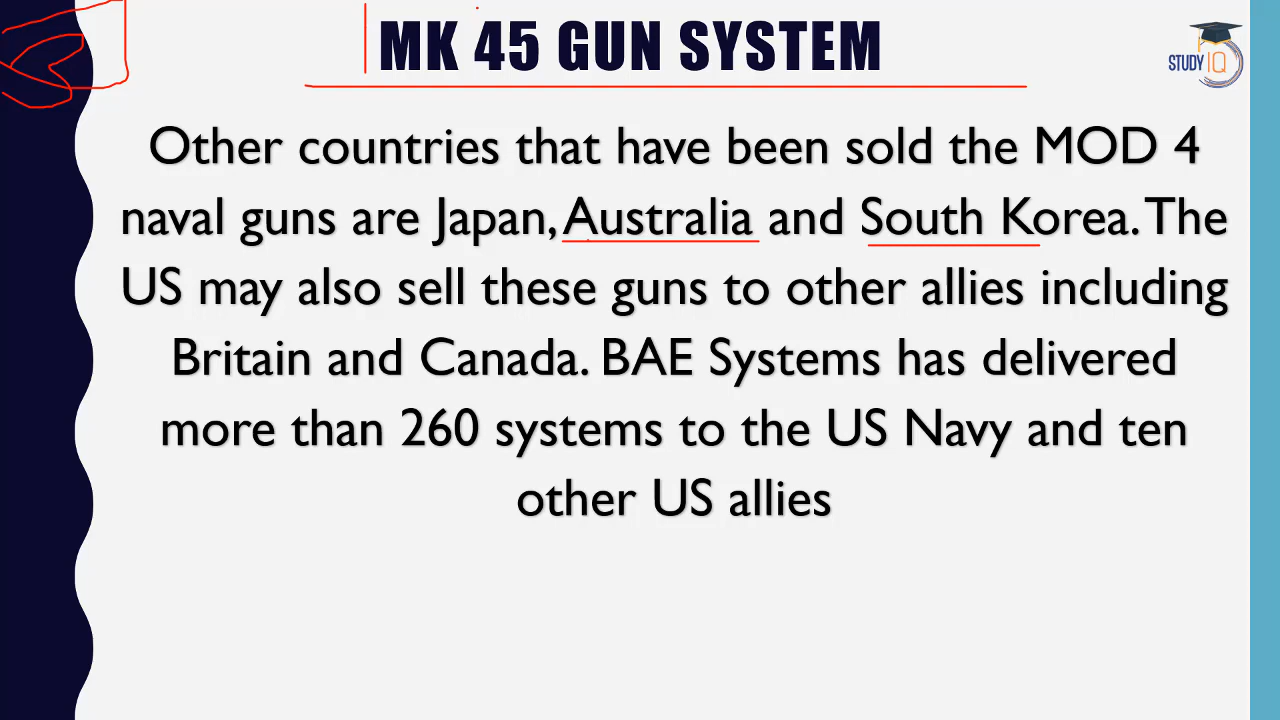 MK 45 GUN SYSTEM
STUDY IQ
Other countries that have been sold the MOD 4
naval guns are Japan, Australia and South Korea. The
US may also sell these guns to other allies including
Britain and Canada. BAE Systems has delivered
more than 260 systems to the US Navy and ten
other US allies